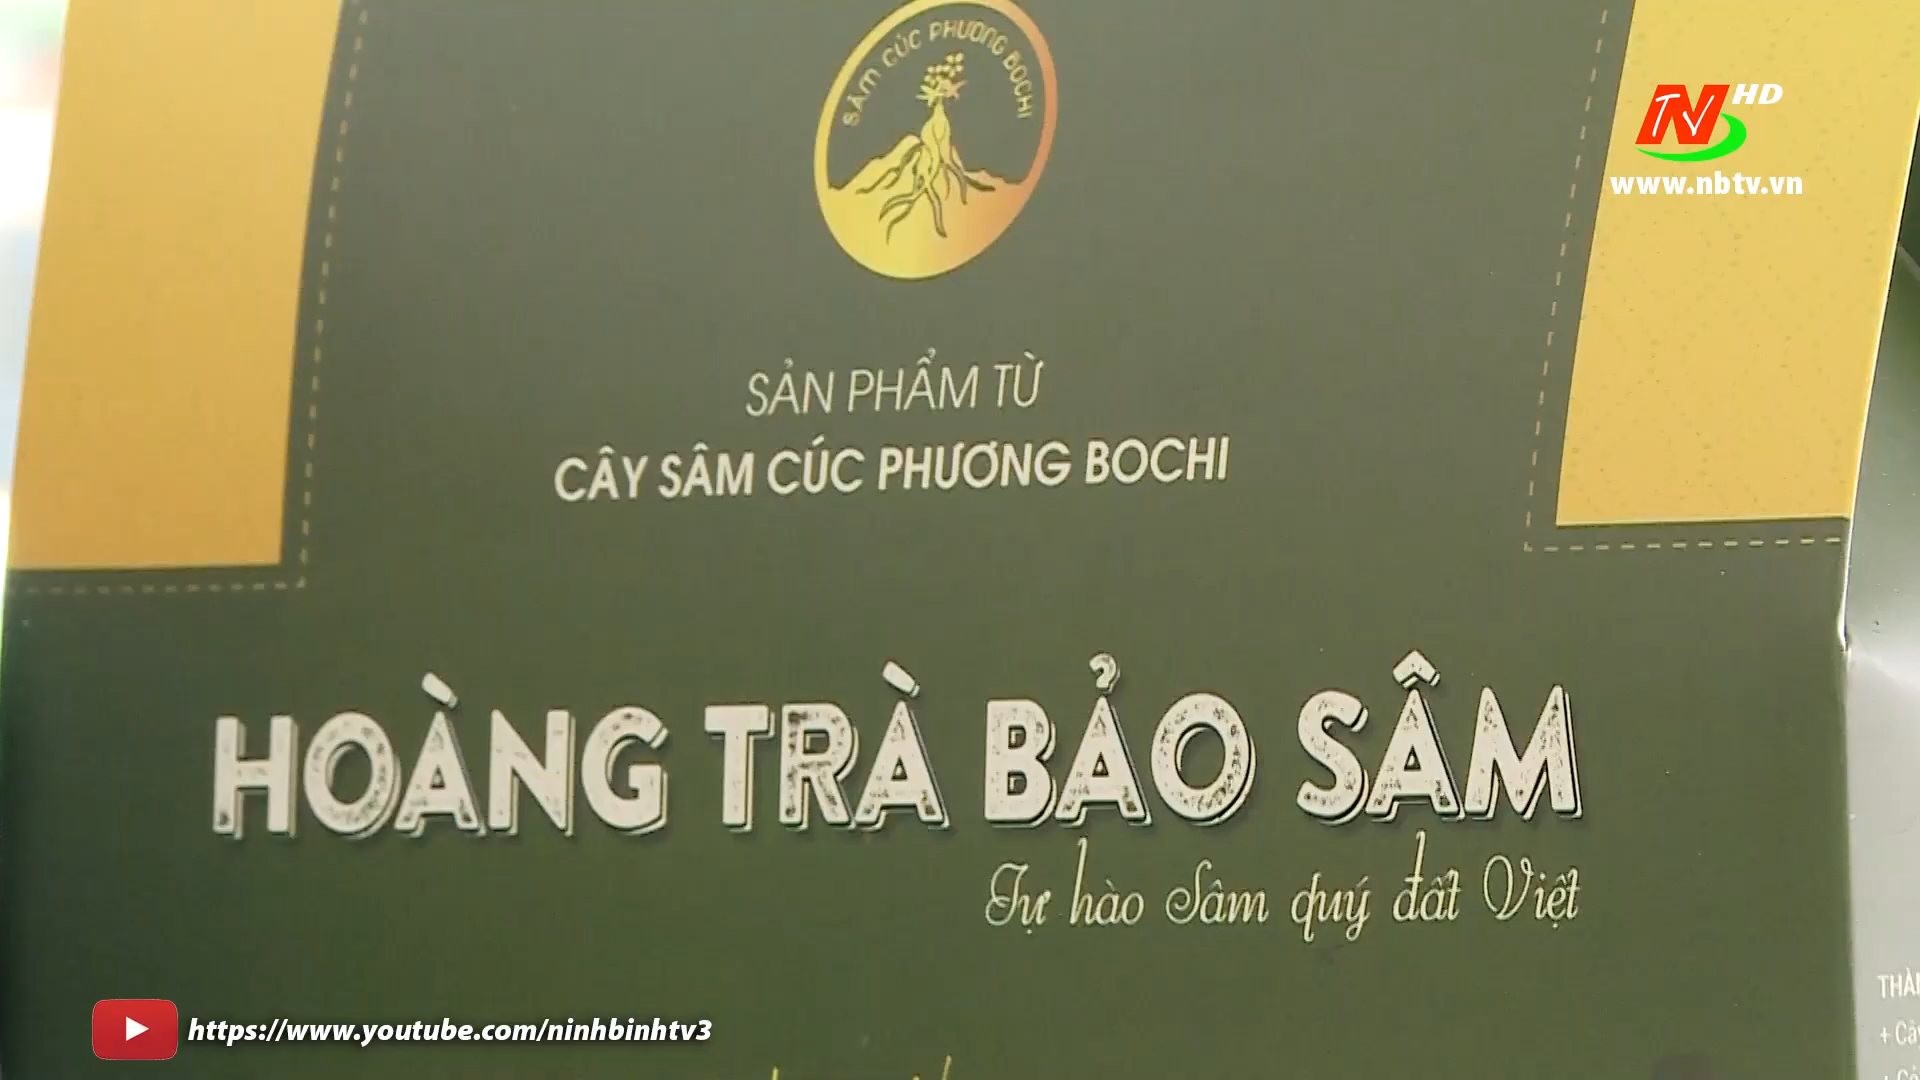 SÂM CÚC PHƯƠNG BOCHI
NTV HD
www.nbtv.vn
SẢN PHẨM TỪ
CÂY SÂM CÚC PHƯƠNG BOCHI
HOÀNG TRÀ BẢO SÂM
Tự hào Sâm quý đất Việt
https://www.youtube.com/ninhbinhtv3